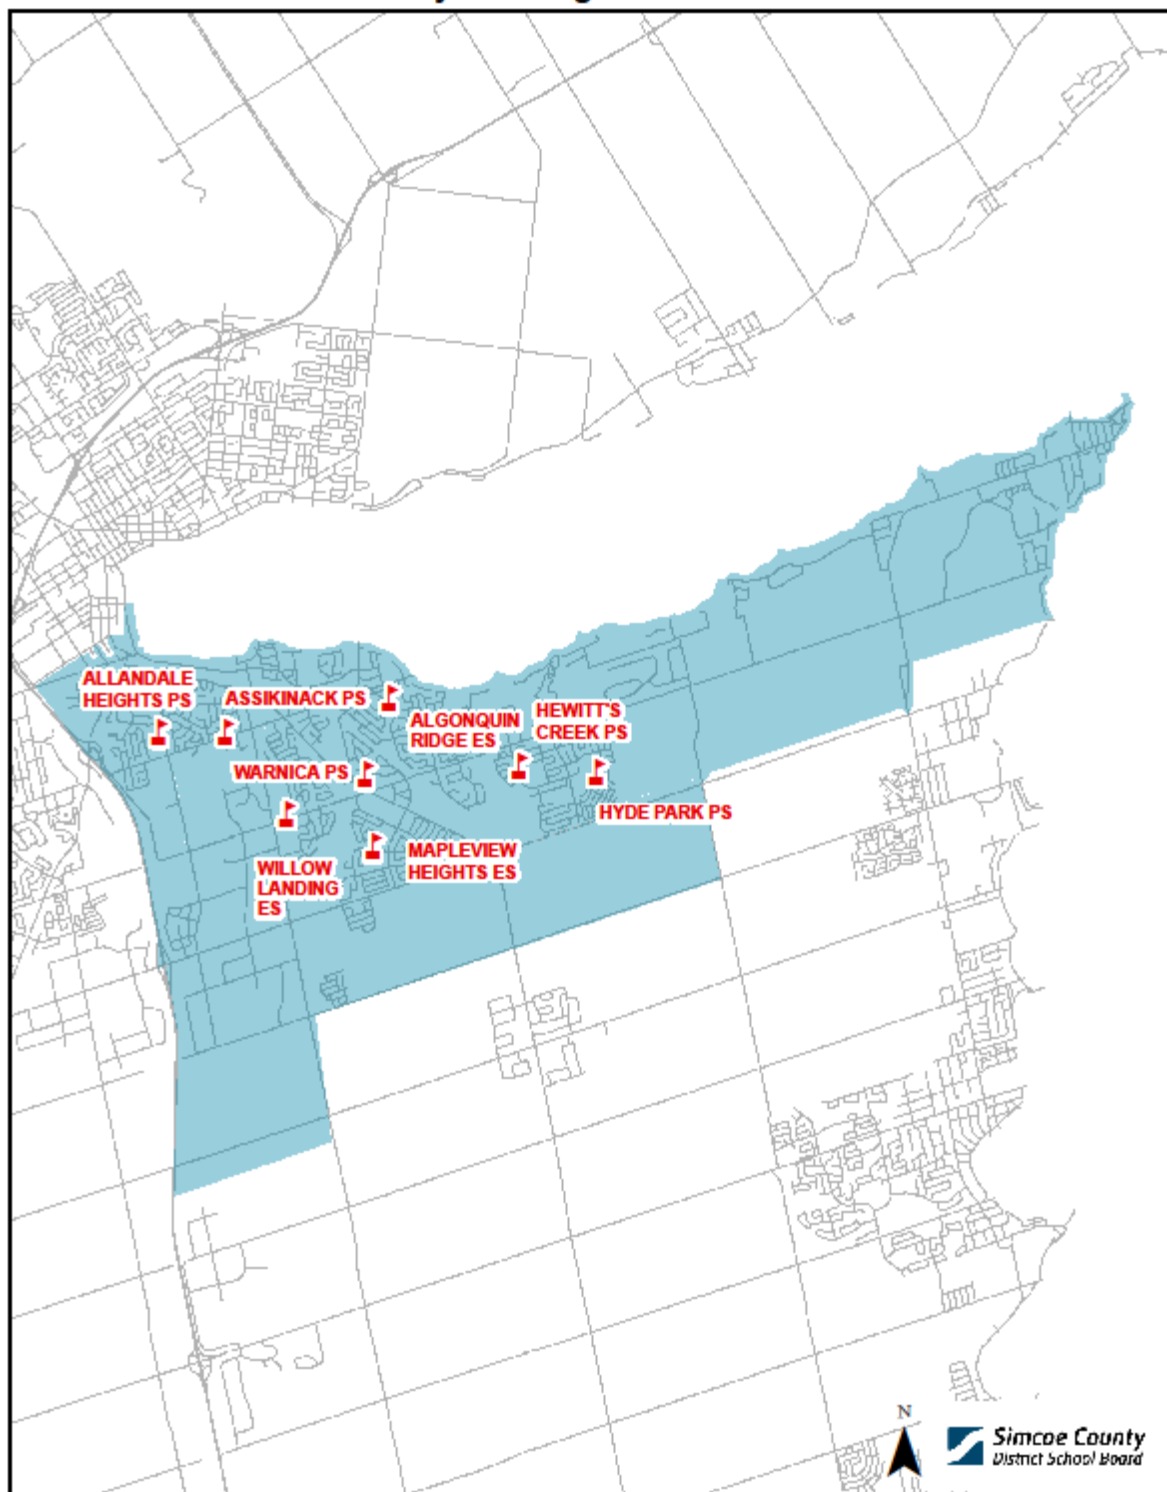 ALLANDALE
HEIGHTS PS
ASSIKINACK PS
ALGONQUIN
RIDGE ES
HEWITT'S
CREEK PS
WARNICA PS
HYDE PARK PS
WILLOW
LANDING
ES
MAPLEVIEW
HEIGHTS ES
N
Simcoe County
District School Board